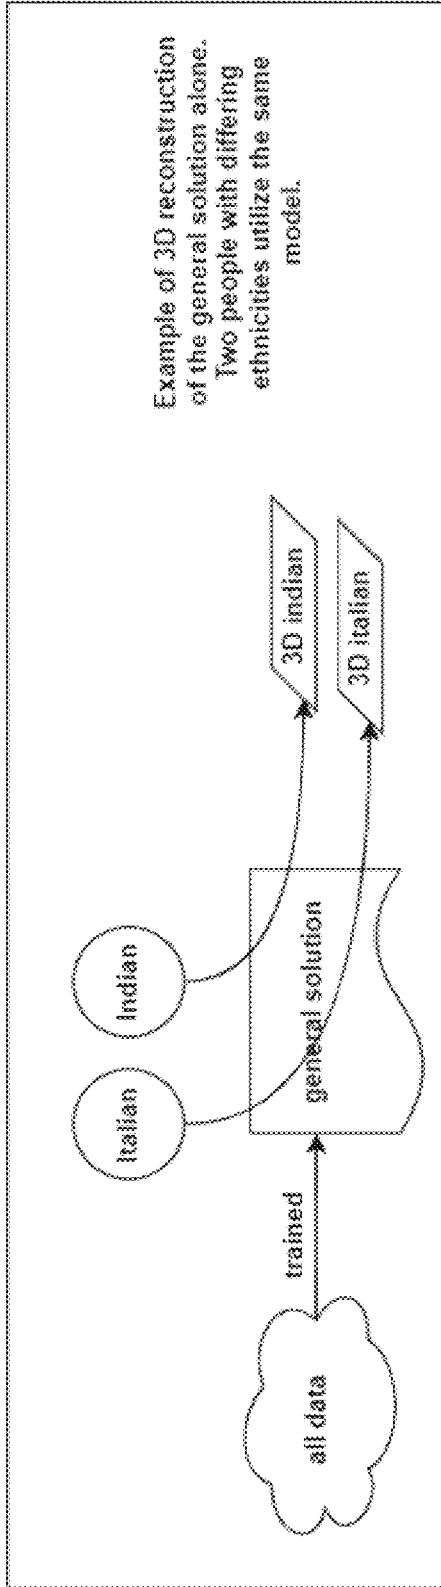 Example of 3D reconstruction
of the general solution alone.
Two people with differing
ethnicities utilize the same
model.
Italian
Indian
all data
trained
general solution
3D indian
3D italian